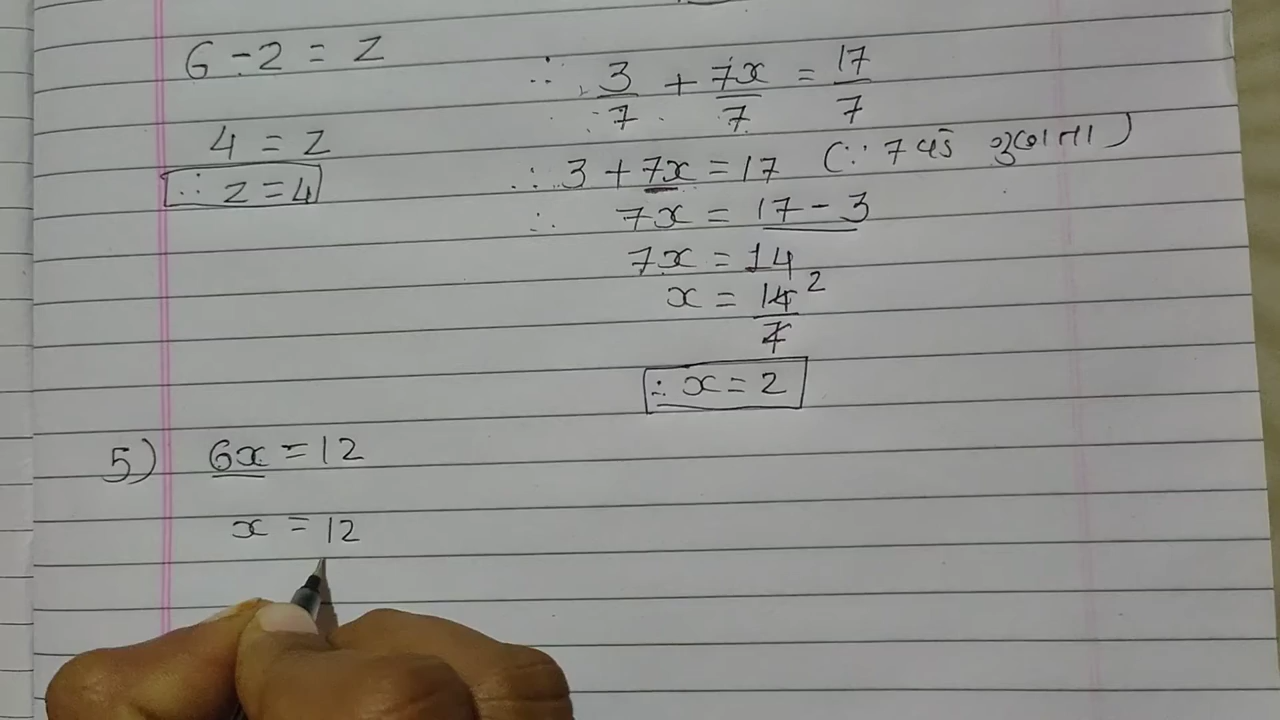 6 - 2 = z
4 = z
∴ z = 4
∴ 3/7 + 7x/7 = 17/7
∴ 3 + 7x = 17 (∵ 7 વડે ગુણતા)
∴ 7x = 17 - 3
7x = 14
x = 14/7 2
∴ x = 2
5) 6x = 12
x = 12